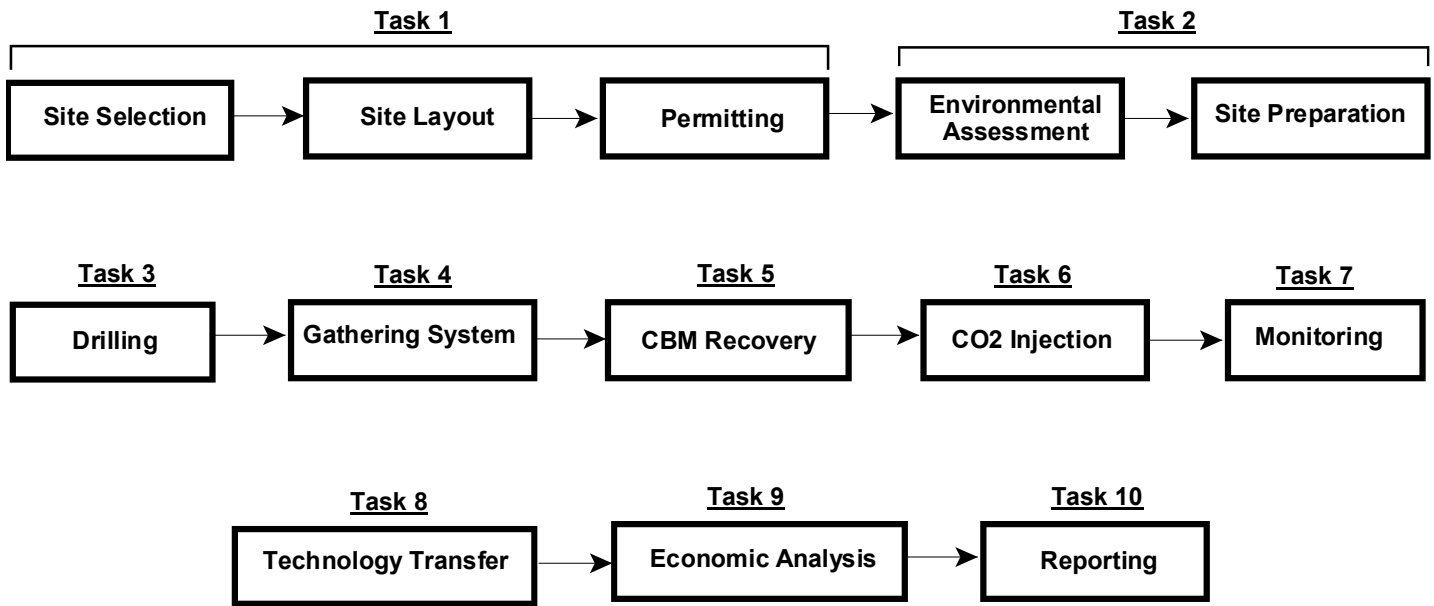 Task 1
Task 2
Site Selection
Site Layout
Permitting
Environmental
Assessment
Site Preparation
Task 3
Task 4
Task 5
Task 6
Task 7
Drilling
Gathering System
CBM Recovery
CO2 Injection
Monitoring
Task 8
Task 9
Task 10
Technology Transfer
Economic Analysis
Reporting